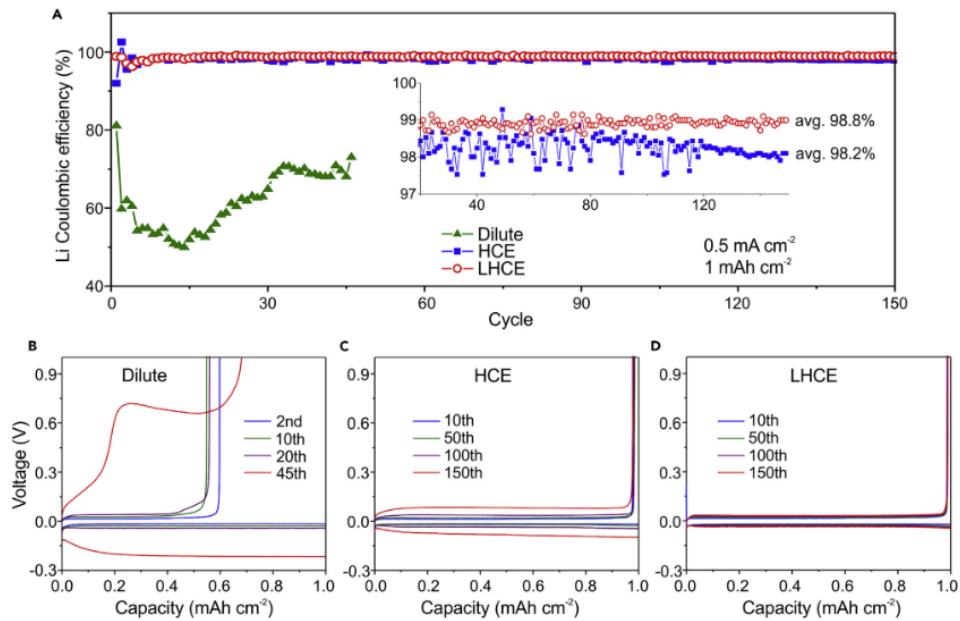 A
Li Coulombic efficiency (%)
100
80
60
40
0
30
60
90
120
150
Cycle
100
99
98
97
40
80
120
avg. 98.8%
avg. 98.2%
Dilute
HCE
LHCE
0.5 mA cm-2
1 mAh cm-2
B
Dilute
Voltage (V)
0.9
0.6
0.3
0.0
-0.3
2nd
10th
20th
45th
0.0 0.2 0.4 0.6 0.8 1.0
Capacity (mAh cm-2)
C
HCE
0.9
0.6
0.3
0.0
-0.3
10th
50th
100th
150th
0.0 0.2 0.4 0.6 0.8 1.0
Capacity (mAh cm-2)
D
LHCE
0.9
0.6
0.3
0.0
-0.3
10th
50th
100th
150th
0.0 0.2 0.4 0.6 0.8 1.0
Capacity (mAh cm-2)